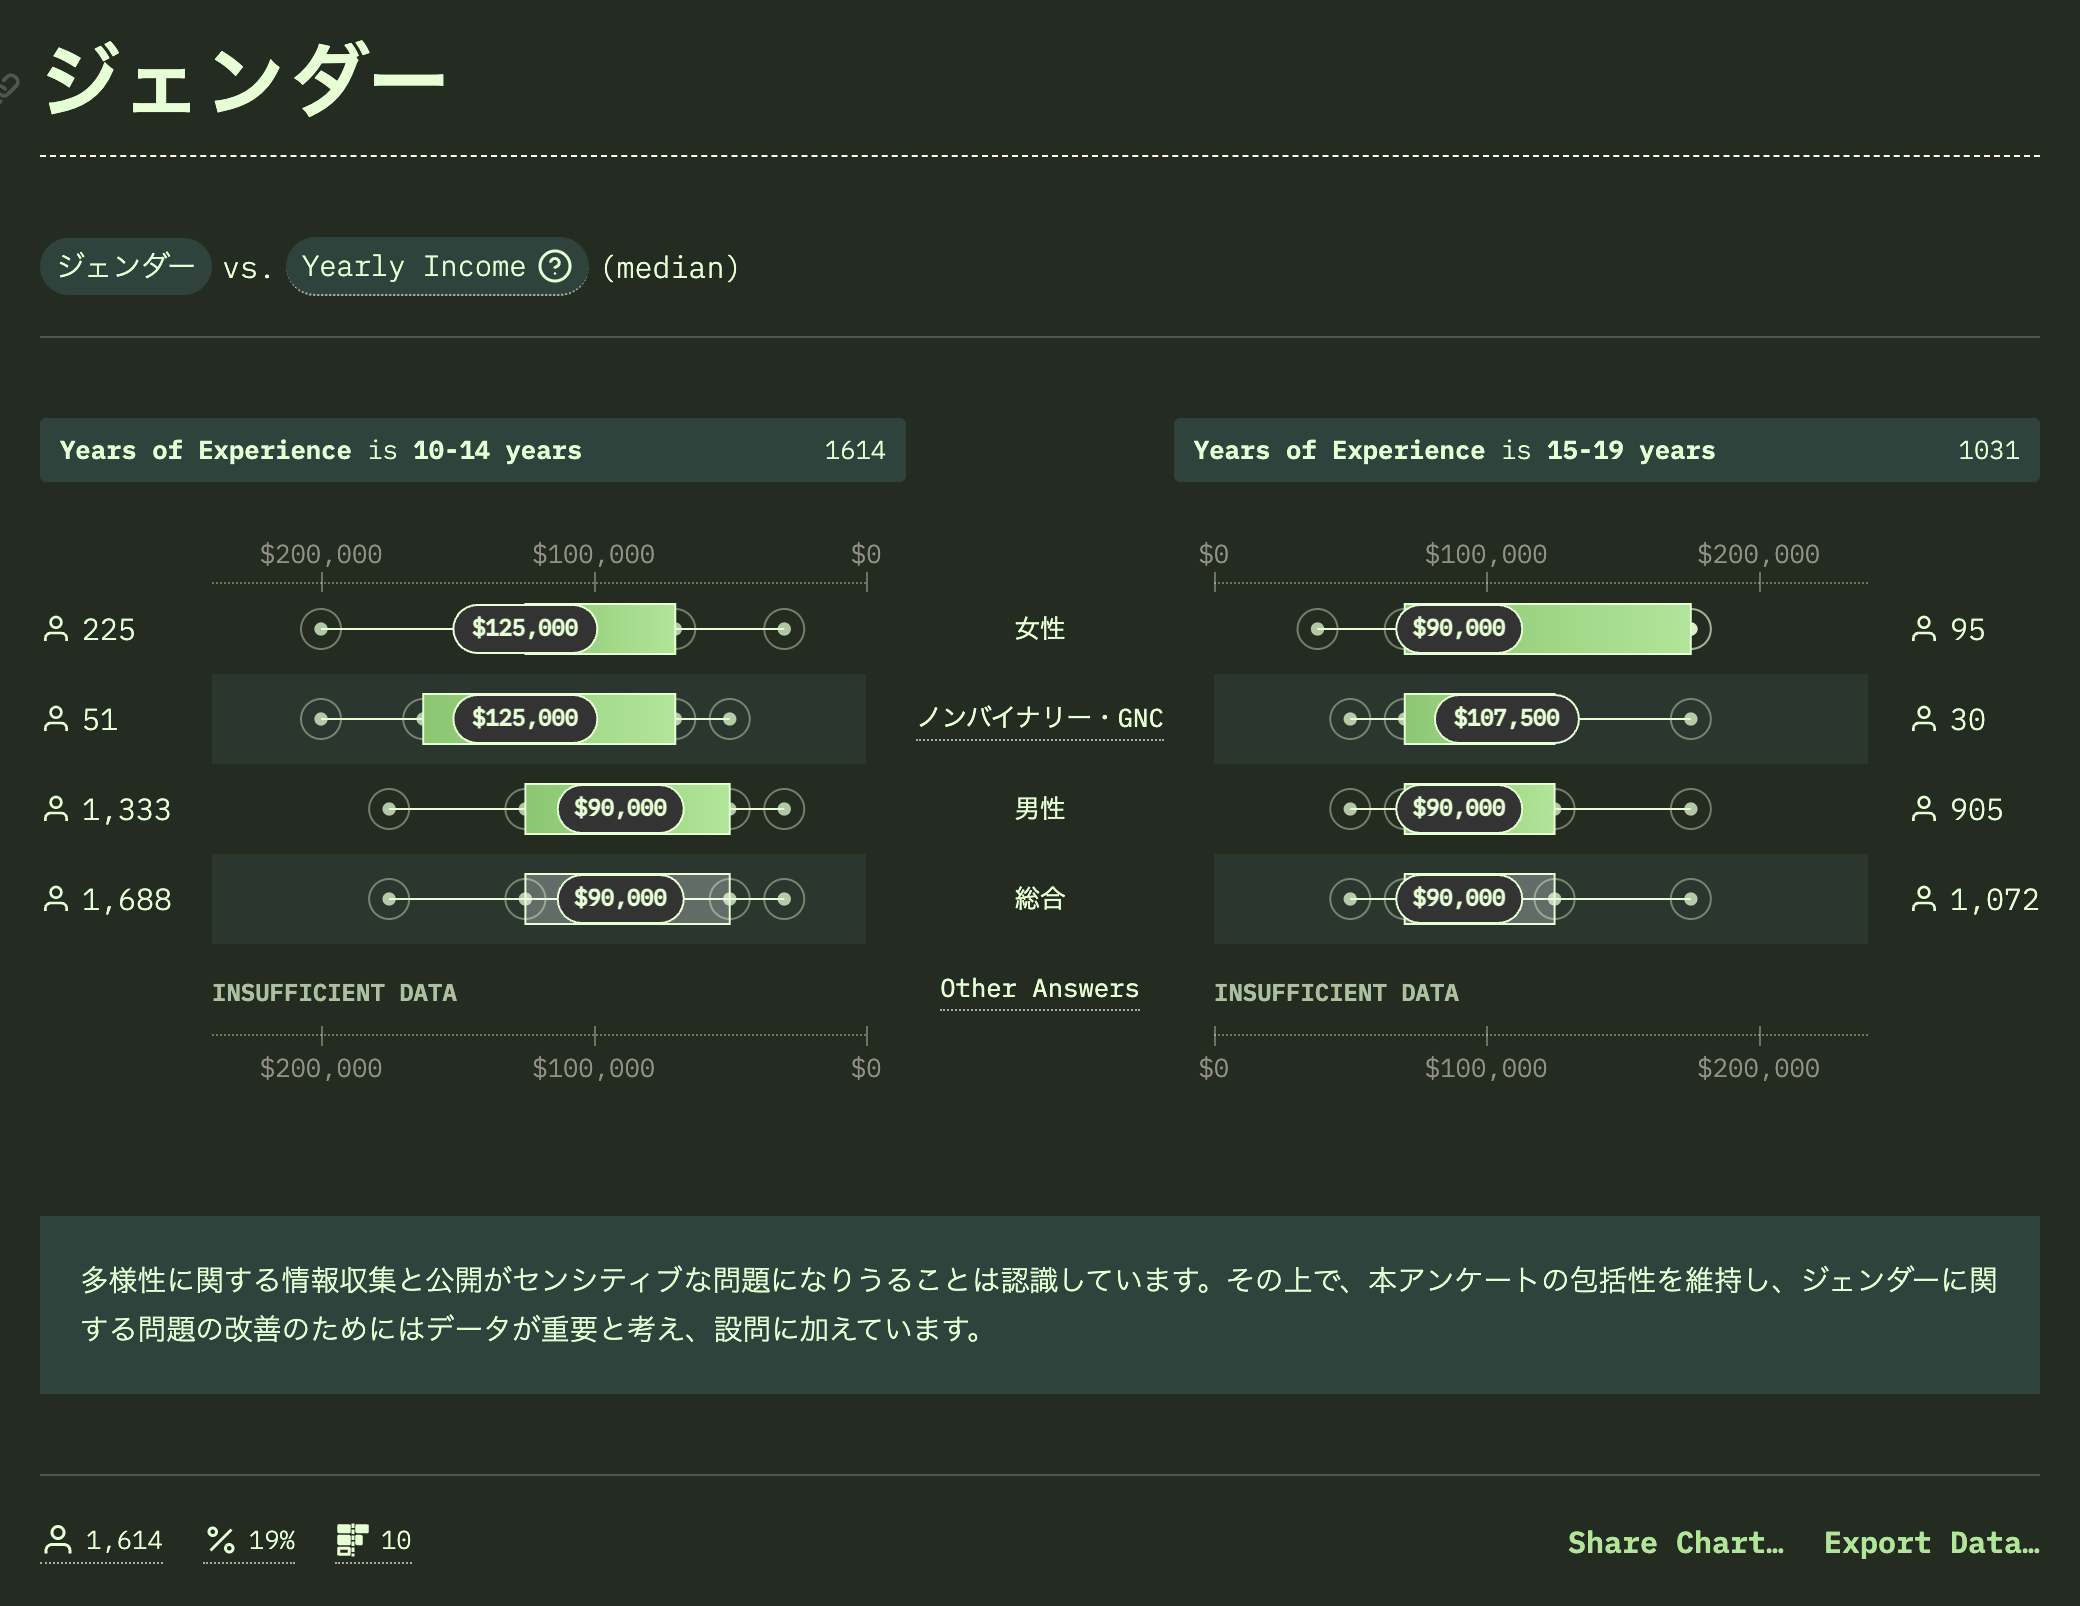 ジェンダー
ジェンダー vs. Yearly Income (median)
Years of Experience is 10-14 years 1614
Years of Experience is 15-19 years 1031
$200,000 $100,000 $0
$0 $100,000 $200,000
225 $125,000 女性 $90,000 95
51 $125,000 ノンバイナリー・GNC $107,500 30
1,333 $90,000 男性 $90,000 905
1,688 $90,000 総合 $90,000 1,072
INSUFFICIENT DATA Other Answers INSUFFICIENT DATA
$200,000 $100,000 $0
$0 $100,000 $200,000
多様性に関する情報収集と公開がセンシティブな問題になりうることは認識しています。その上で、本アンケートの包括性を維持し、ジェンダーに関
する問題の改善のためにはデータが重要と考え、設問に加えています。
1,614 19% 10
Share Chart… Export Data…